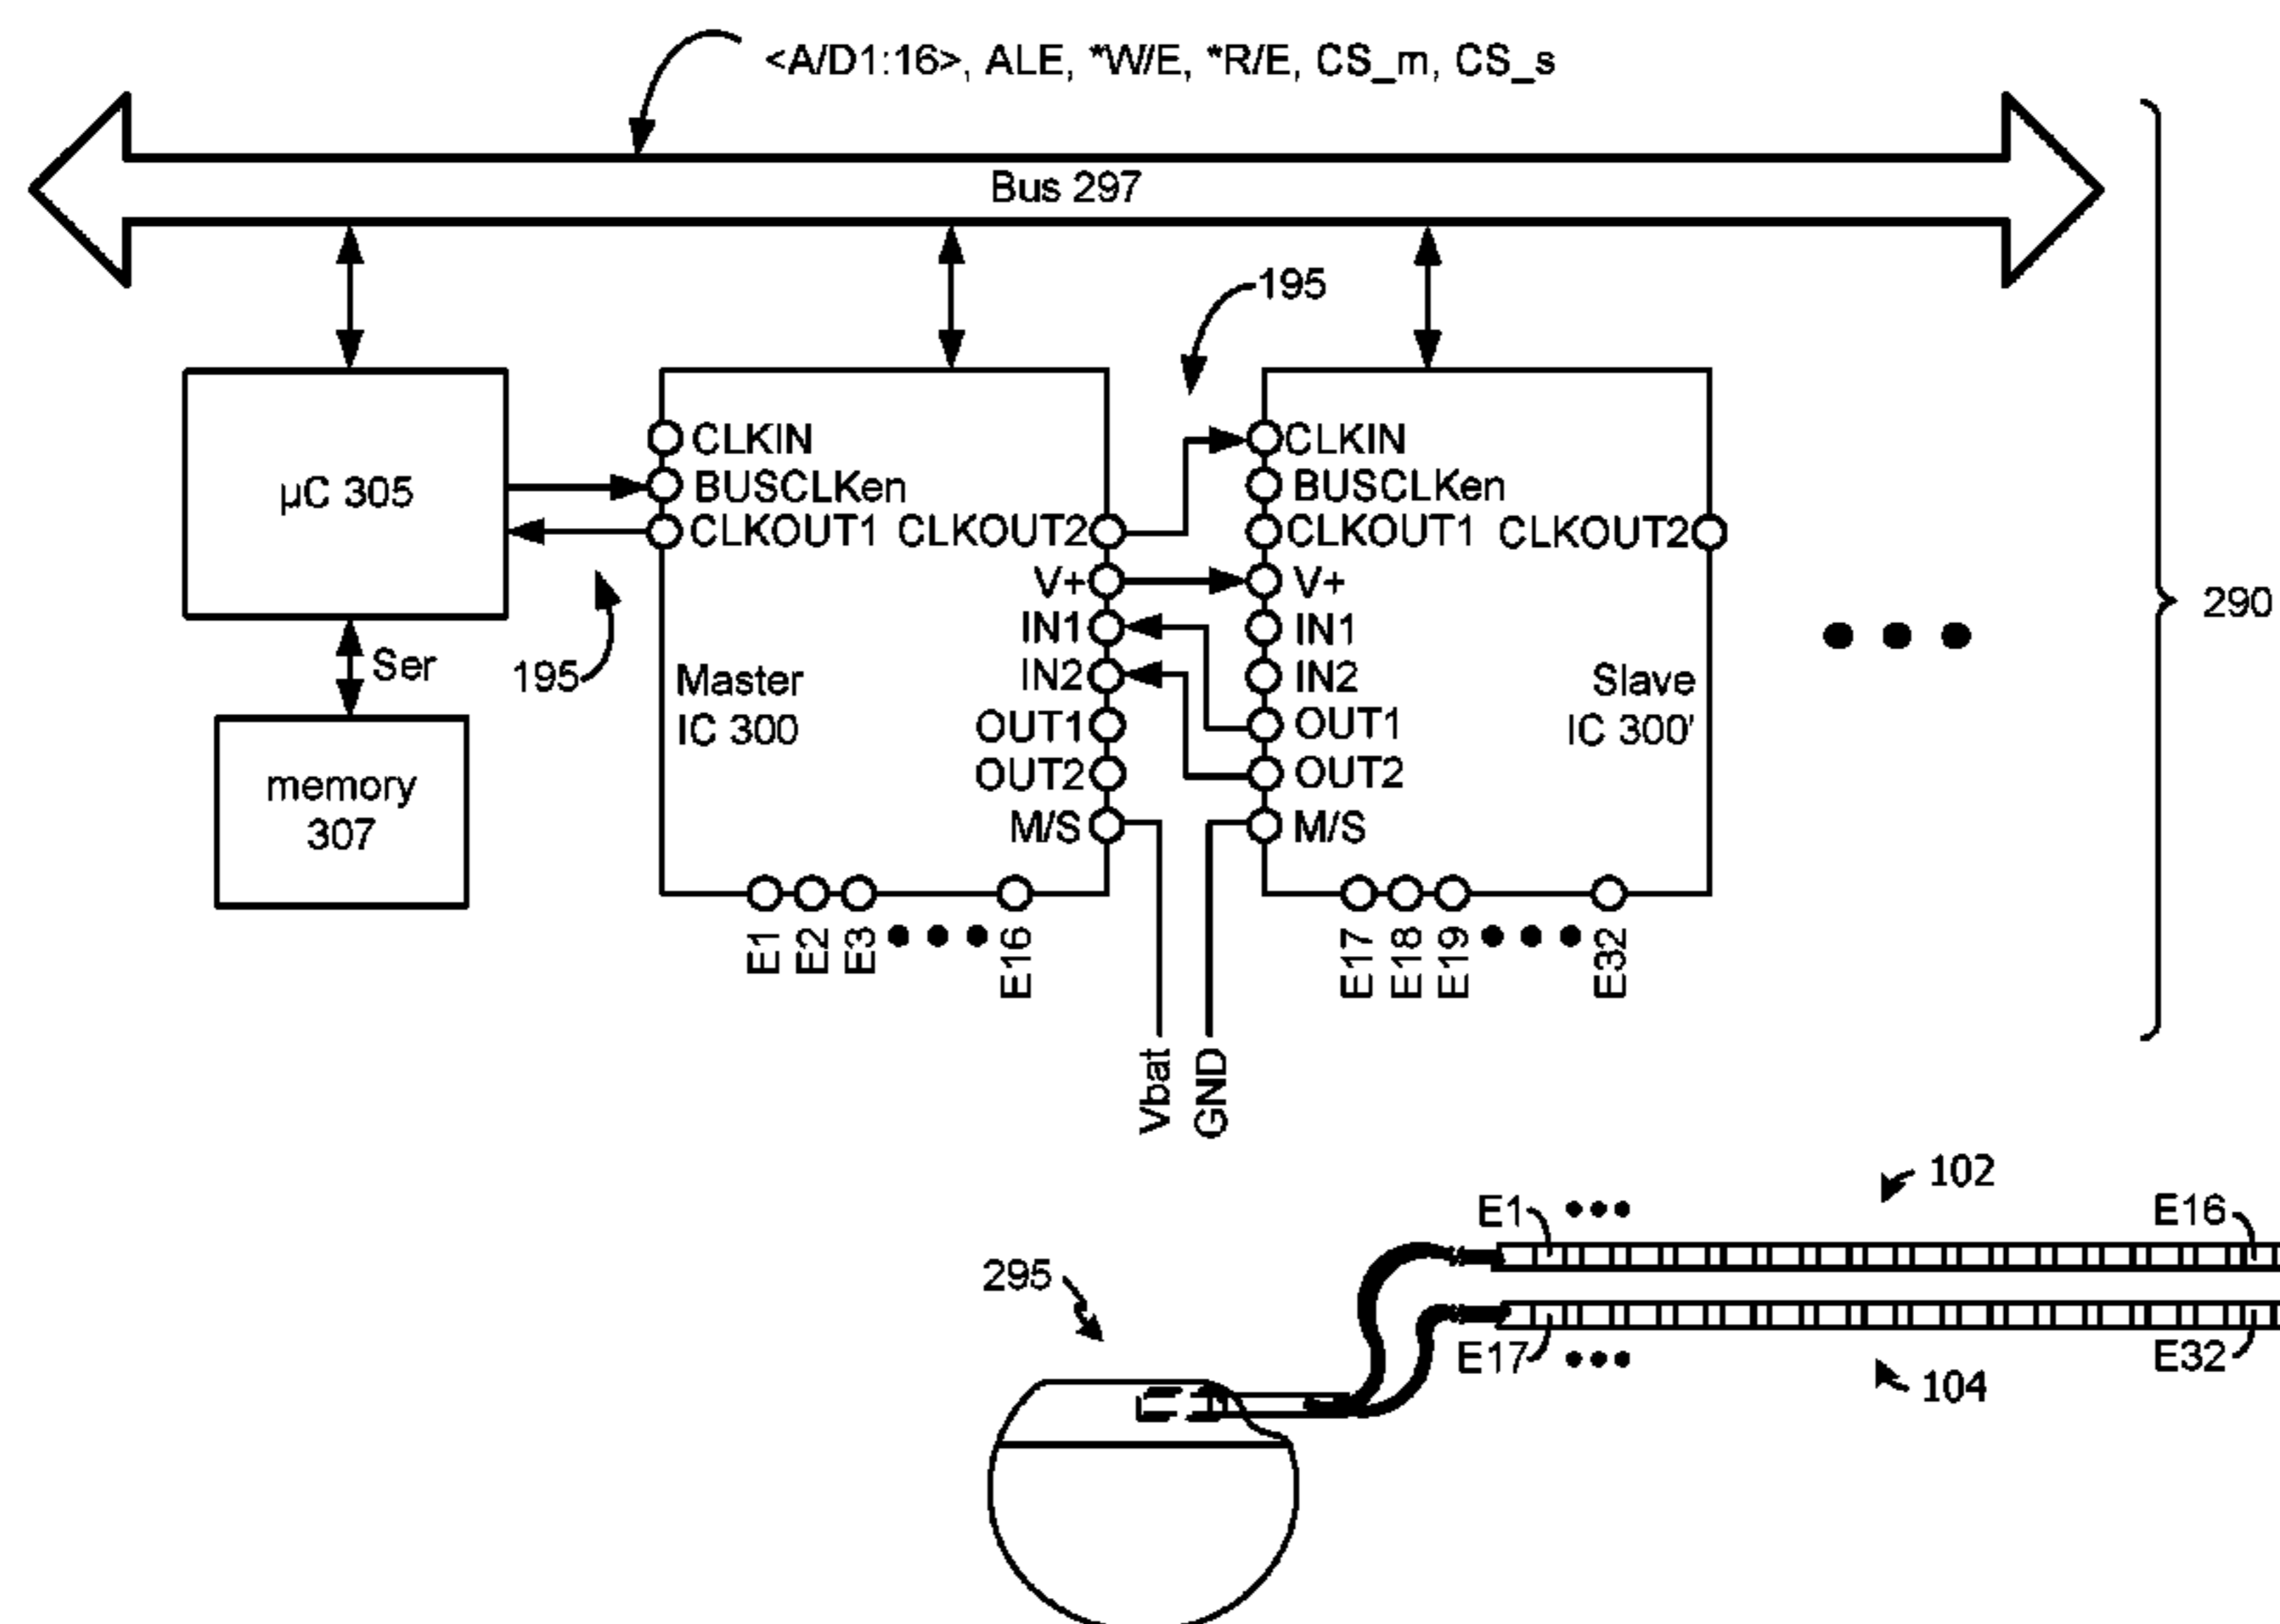 <A/D1:16>, ALE, *W/E, *R/E, CS_m, CS_s
Bus 297
195
290
µC 305
Ser
memory
307
195
CLKIN
BUSCLKen
CLKOUT1 CLKOUT2
V+
IN1
IN2
OUT1
OUT2
M/S
Master
IC 300
E1 E2 E3 E16
CLKIN
BUSCLKen
CLKOUT1 CLKOUT2
V+
IN1
IN2
OUT1
OUT2
M/S
Slave
IC 300'
E17 E18 E19 E32
Vbat
GND
102
E1
E16
295
E17
E32
104